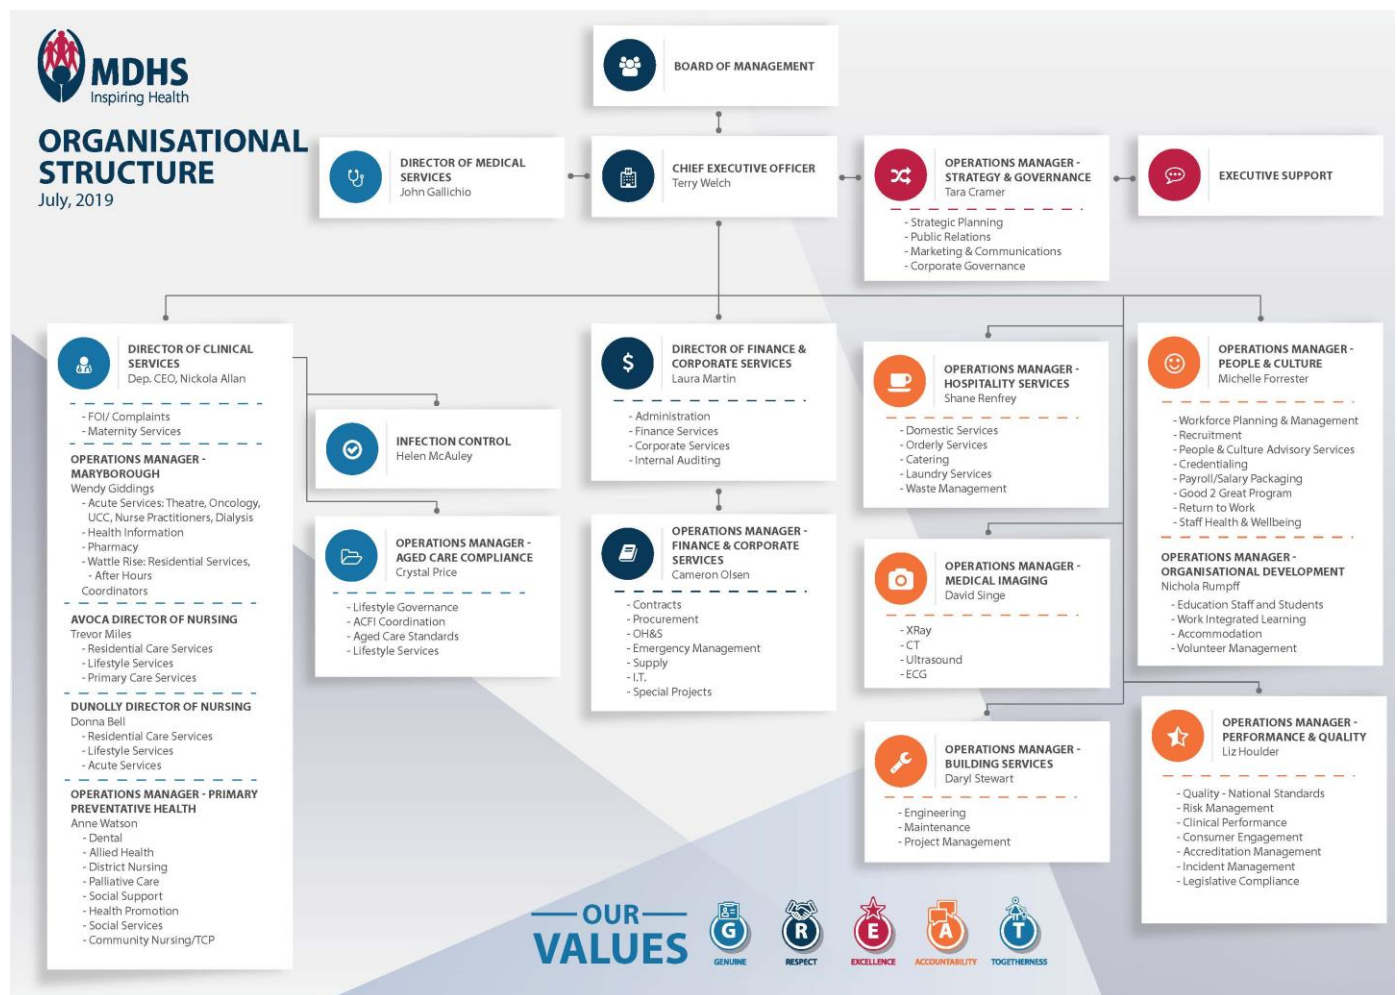 MDHS
Inspiring Health
ORGANISATIONAL
STRUCTURE
July, 2019
BOARD OF MANAGEMENT
DIRECTOR OF MEDICAL
SERVICES
John Gallichio
CHIEF EXECUTIVE OFFICER
Terry Welch
OPERATIONS MANAGER -
STRATEGY & GOVERNANCE
Tara Cramer
- Strategic Planning
- Public Relations
- Marketing & Communications
- Corporate Governance
EXECUTIVE SUPPORT
DIRECTOR OF CLINICAL
SERVICES
Dep. CEO, Nickola Allan
- FOI/ Complaints
- Maternity Services
OPERATIONS MANAGER -
MARYBOROUGH
Wendy Giddings
- Acute Services: Theatre, Oncology,
UCC, Nurse Practitioners, Dialysis
- Health Information
- Pharmacy
- Wattle Rise: Residential Services,
- After Hours
Coordinators
AVOCA DIRECTOR OF NURSING
Trevor Miles
- Residential Care Services
- Lifestyle Services
- Primary Care Services
DUNOLLY DIRECTOR OF NURSING
Donna Bell
- Residential Care Services
- Lifestyle Services
- Acute Services
OPERATIONS MANAGER - PRIMARY
PREVENTATIVE HEALTH
Anne Watson
- Dental
- Allied Health
- District Nursing
- Palliative Care
- Social Support
- Health Promotion
- Social Services
- Community Nursing/TCP
INFECTION CONTROL
Helen McAuley
OPERATIONS MANAGER -
AGED CARE COMPLIANCE
Crystal Price
- Lifestyle Governance
- ACFI Coordination
- Aged Care Standards
- Lifestyle Services
$
DIRECTOR OF FINANCE &
CORPORATE SERVICES
Laura Martin
- Administration
- Finance Services
- Corporate Services
- Internal Auditing
OPERATIONS MANAGER -
FINANCE & CORPORATE
SERVICES
Cameron Olsen
- Contracts
- Procurement
- OH&S
- Emergency Management
- Supply
- I.T.
- Special Projects
OPERATIONS MANAGER -
HOSPITALITY SERVICES
Shane Renfrey
- Domestic Services
- Orderly Services
- Catering
- Laundry Services
- Waste Management
OPERATIONS MANAGER -
MEDICAL IMAGING
David Singe
- XRay
- CT
- Ultrasound
- ECG
OPERATIONS MANAGER -
BUILDING SERVICES
Daryl Stewart
- Engineering
- Maintenance
- Project Management
OPERATIONS MANAGER -
PEOPLE & CULTURE
Michelle Forrester
- Workforce Planning & Management
- Recruitment
- People & Culture Advisory Services
- Credentialing
- Payroll/Salary Packaging
- Good 2 Great Program
- Return to Work
- Staff Health & Wellbeing
OPERATIONS MANAGER -
ORGANISATIONAL DEVELOPMENT
Nichola Rumpff
- Education Staff and Students
- Work Integrated Learning
- Accommodation
- Volunteer Management
OPERATIONS MANAGER -
PERFORMANCE & QUALITY
Liz Houlder
- Quality - National Standards
- Risk Management
- Clinical Performance
- Consumer Engagement
- Accreditation Management
- Incident Management
- Legislative Compliance
OUR
VALUES
G R E A T
GENUINE RESPECT EXCELLENCE ACCOUNTABILITY TOGETHERNESS